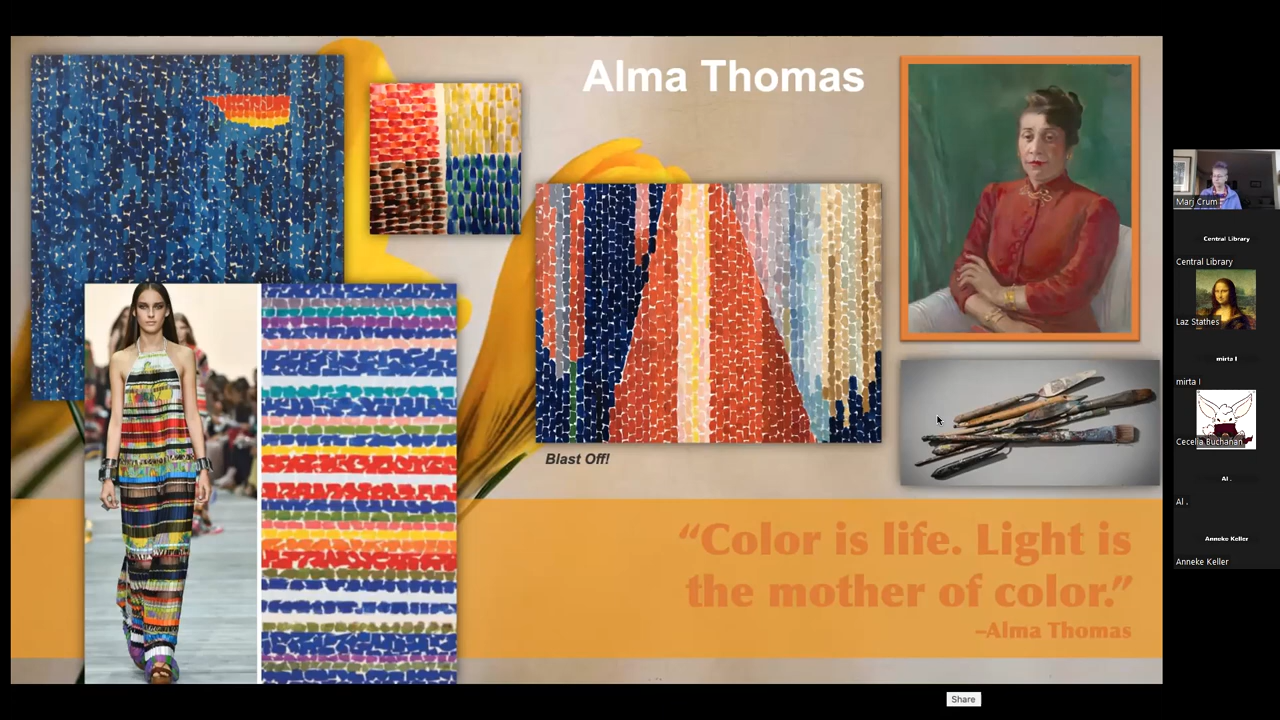 Alma Thomas
Blast Off!
“Color is life. Light is
the mother of color.”
–Alma Thomas
Marj Crum
Central Library
Central Library
Laz Stathes
mirta I
mirta I
Cecelia Buchanan
Al .
Al .
Anneke Keller
Anneke Keller
Share